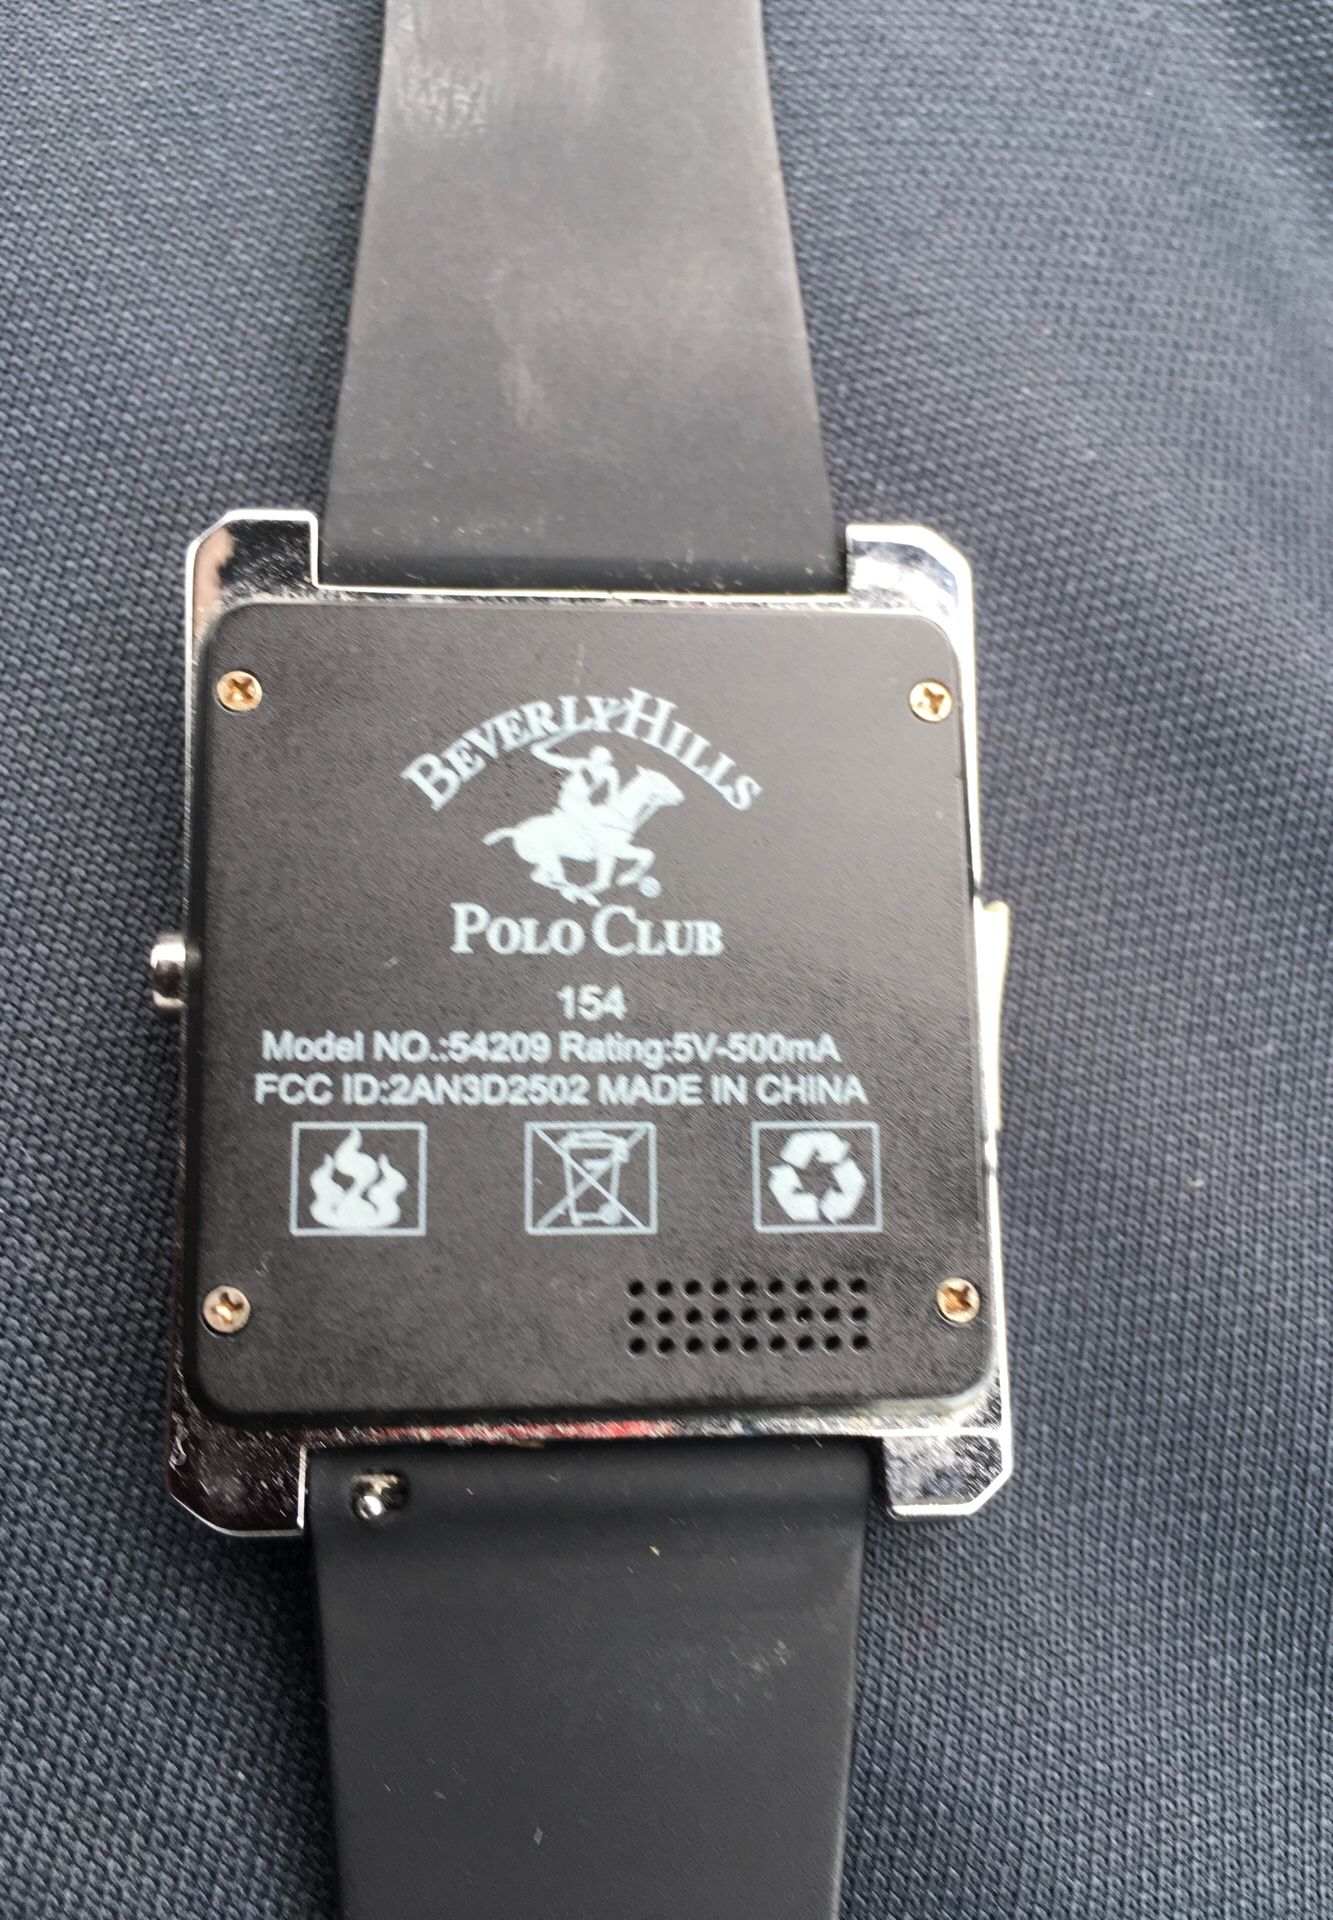 BEVERLY HILLS
®
POLO CLUB
154
Model NO.:54209 Rating:5V-500mA
FCC ID:2AN3D2502 MADE IN CHINA